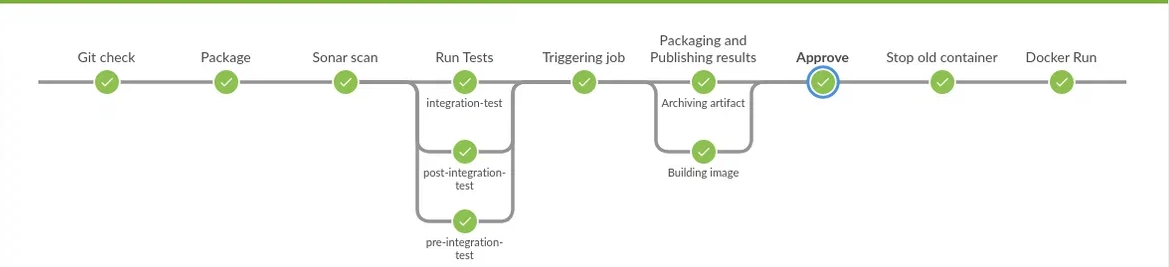 Git check
Package
Sonar scan
Run Tests
Triggering job
Packaging and
Publishing results
Approve
Stop old container
Docker Run
integration-test
Archiving artifact
post-integration-
test
Building image
pre-integration-
test